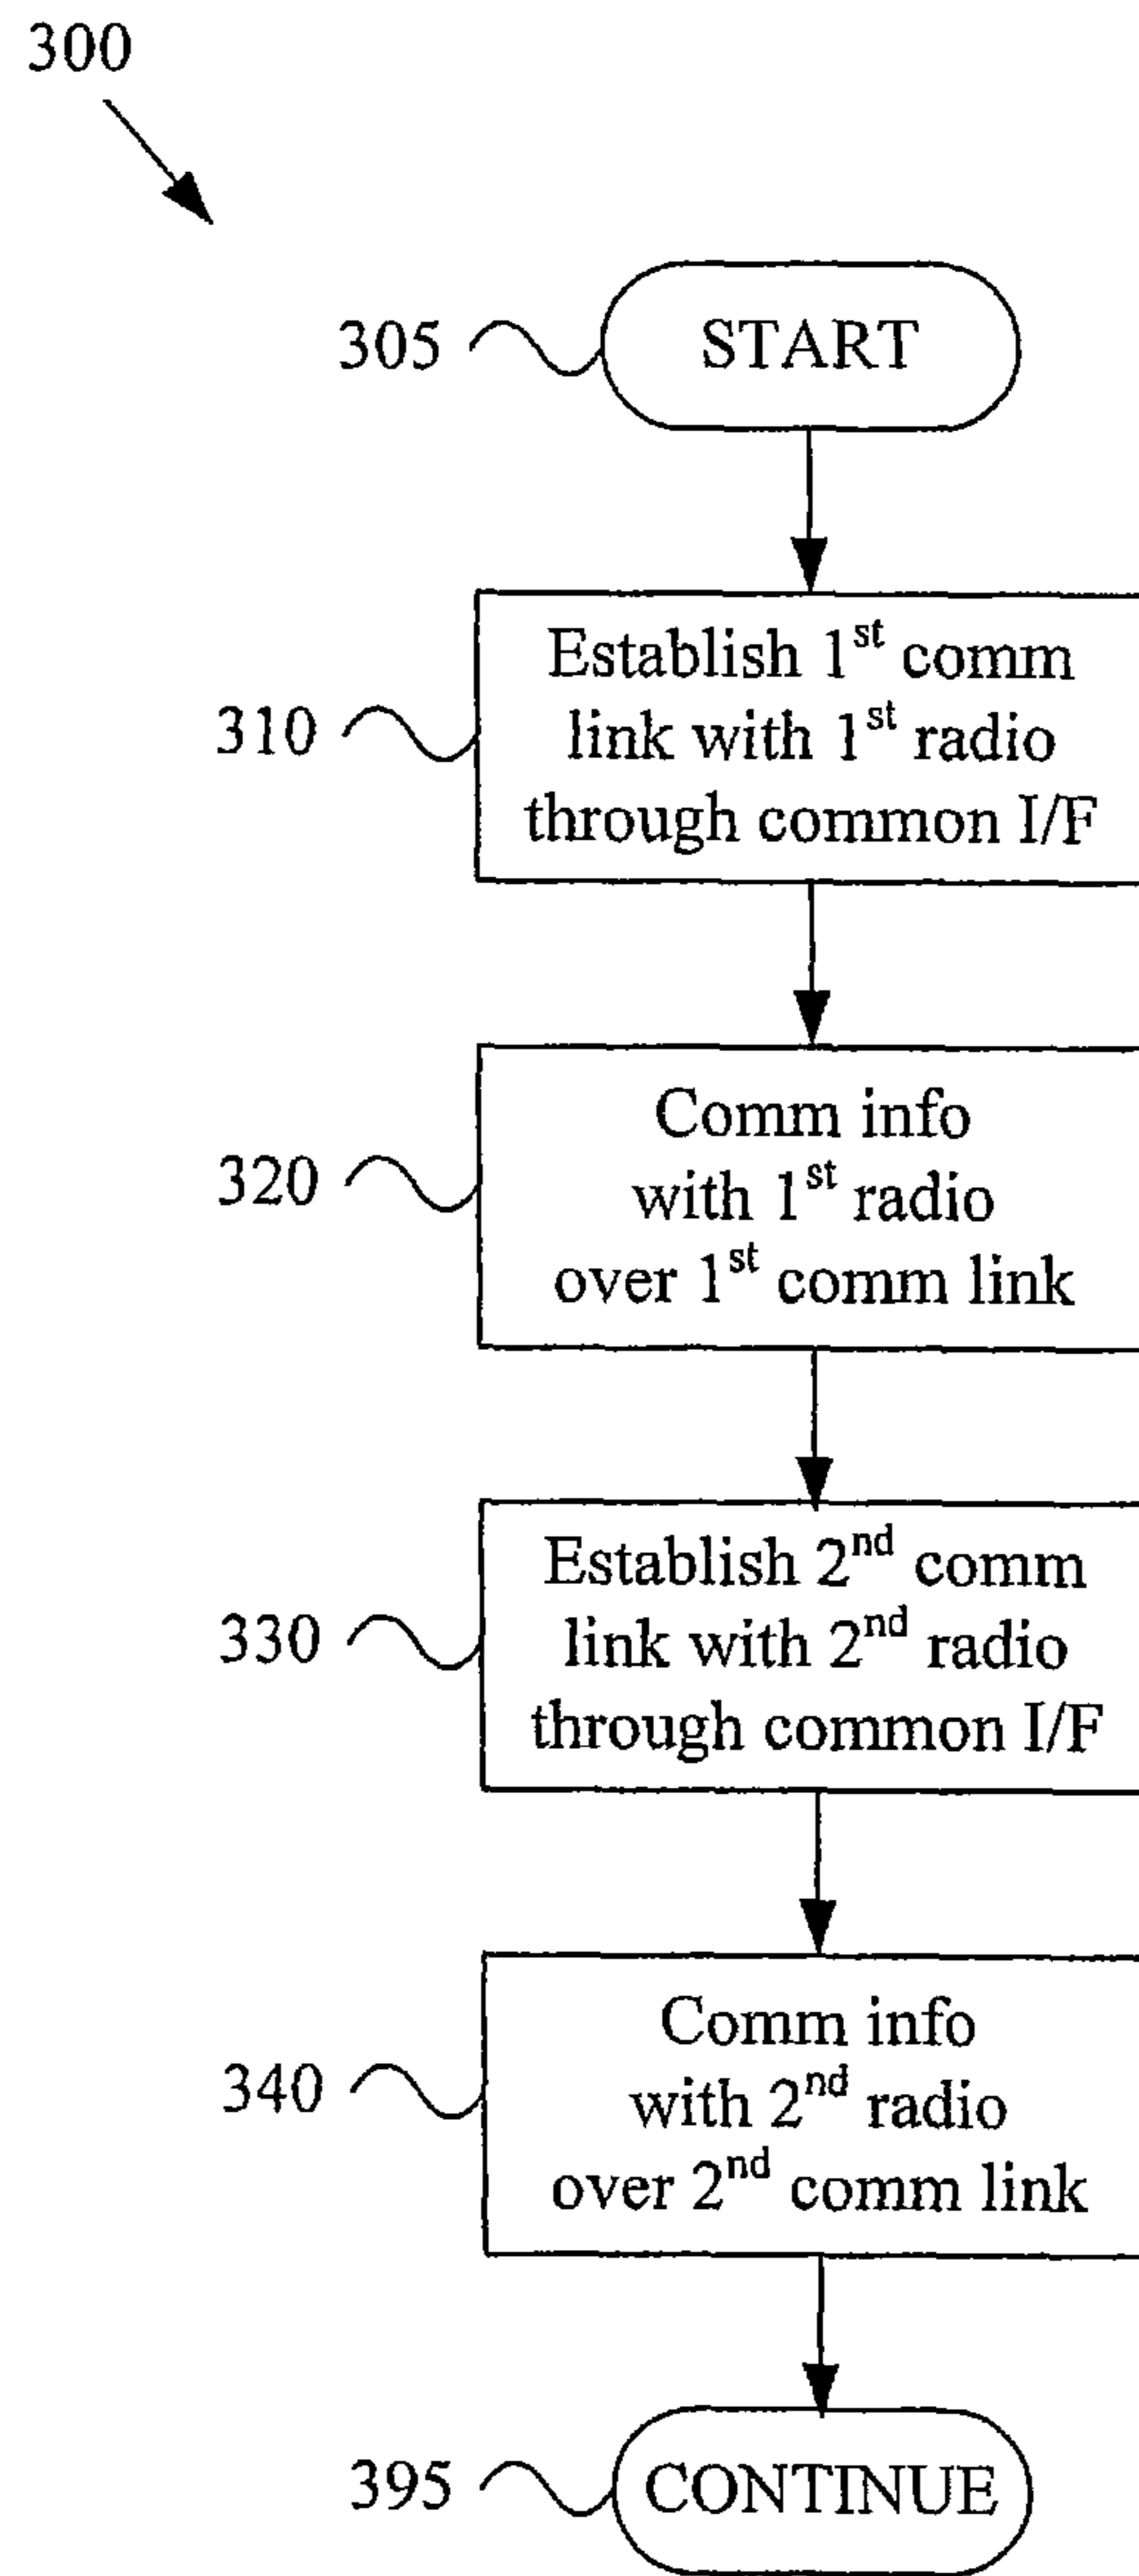 300
305
START
310
Establish 1st comm
link with 1st radio
through common I/F
320
Comm info
with 1st radio
over 1st comm link
330
Establish 2nd comm
link with 2nd radio
through common I/F
340
Comm info
with 2nd radio
over 2nd comm link
395
CONTINUE